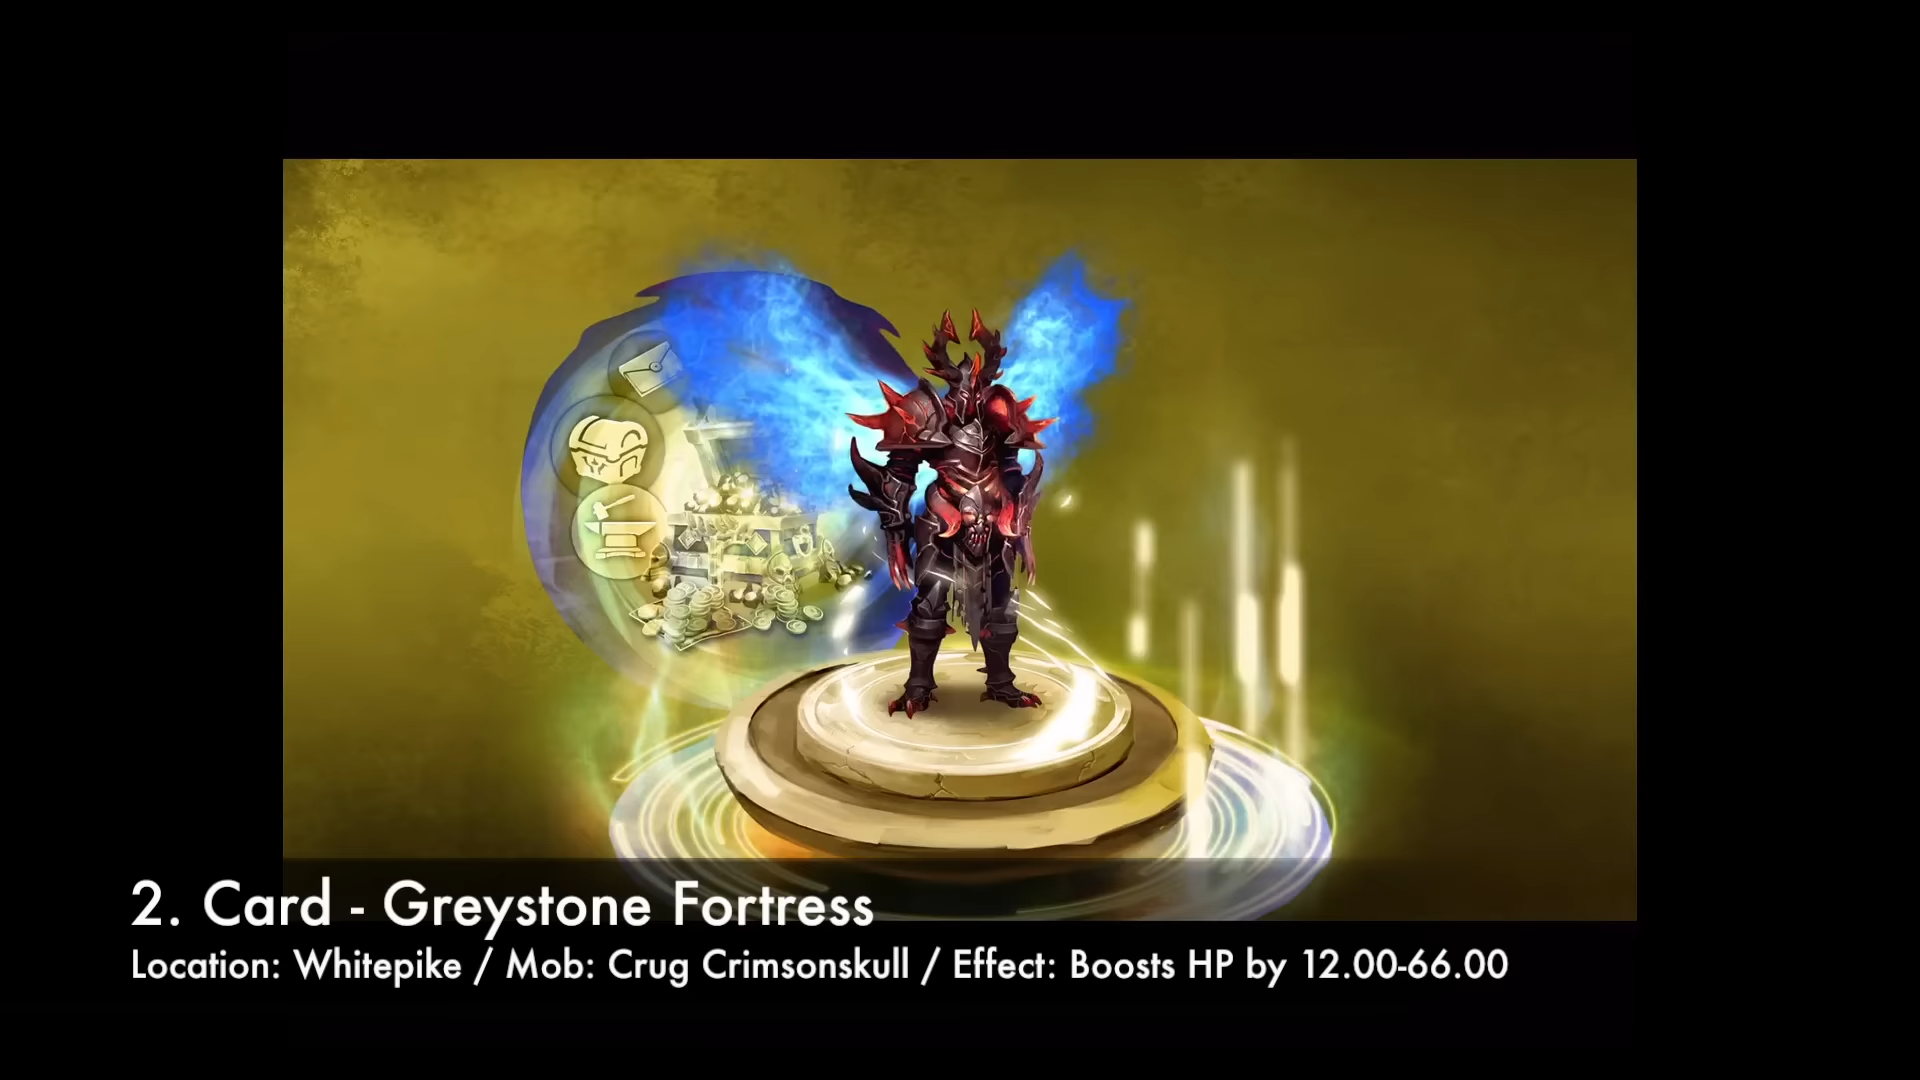 2. Card - Greystone Fortress
Location: Whitepike / Mob: Crug Crimsonskull / Effect: Boosts HP by 12.00-66.00